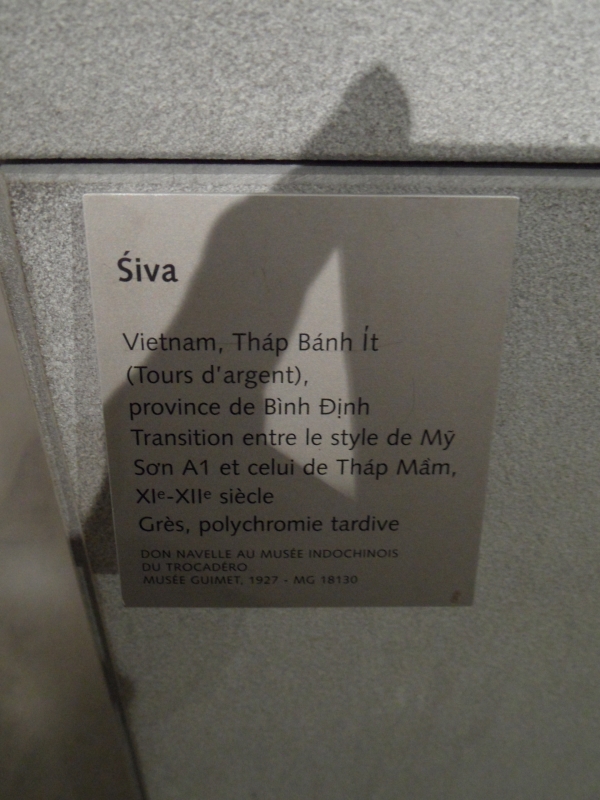 Śiva
Vietnam, Tháp Bánh Ít
(Tours d'argent),
province de Bình Định
Transition entre le style de Mỹ
Sơn A1 et celui de Tháp Mắm,
XIe-XIIe siècle
Grès, polychromie tardive
DON NAVELLE AU MUSÉE INDOCHINOIS
DU TROCADÉRO
MUSÉE GUIMET, 1927 - MG 18130